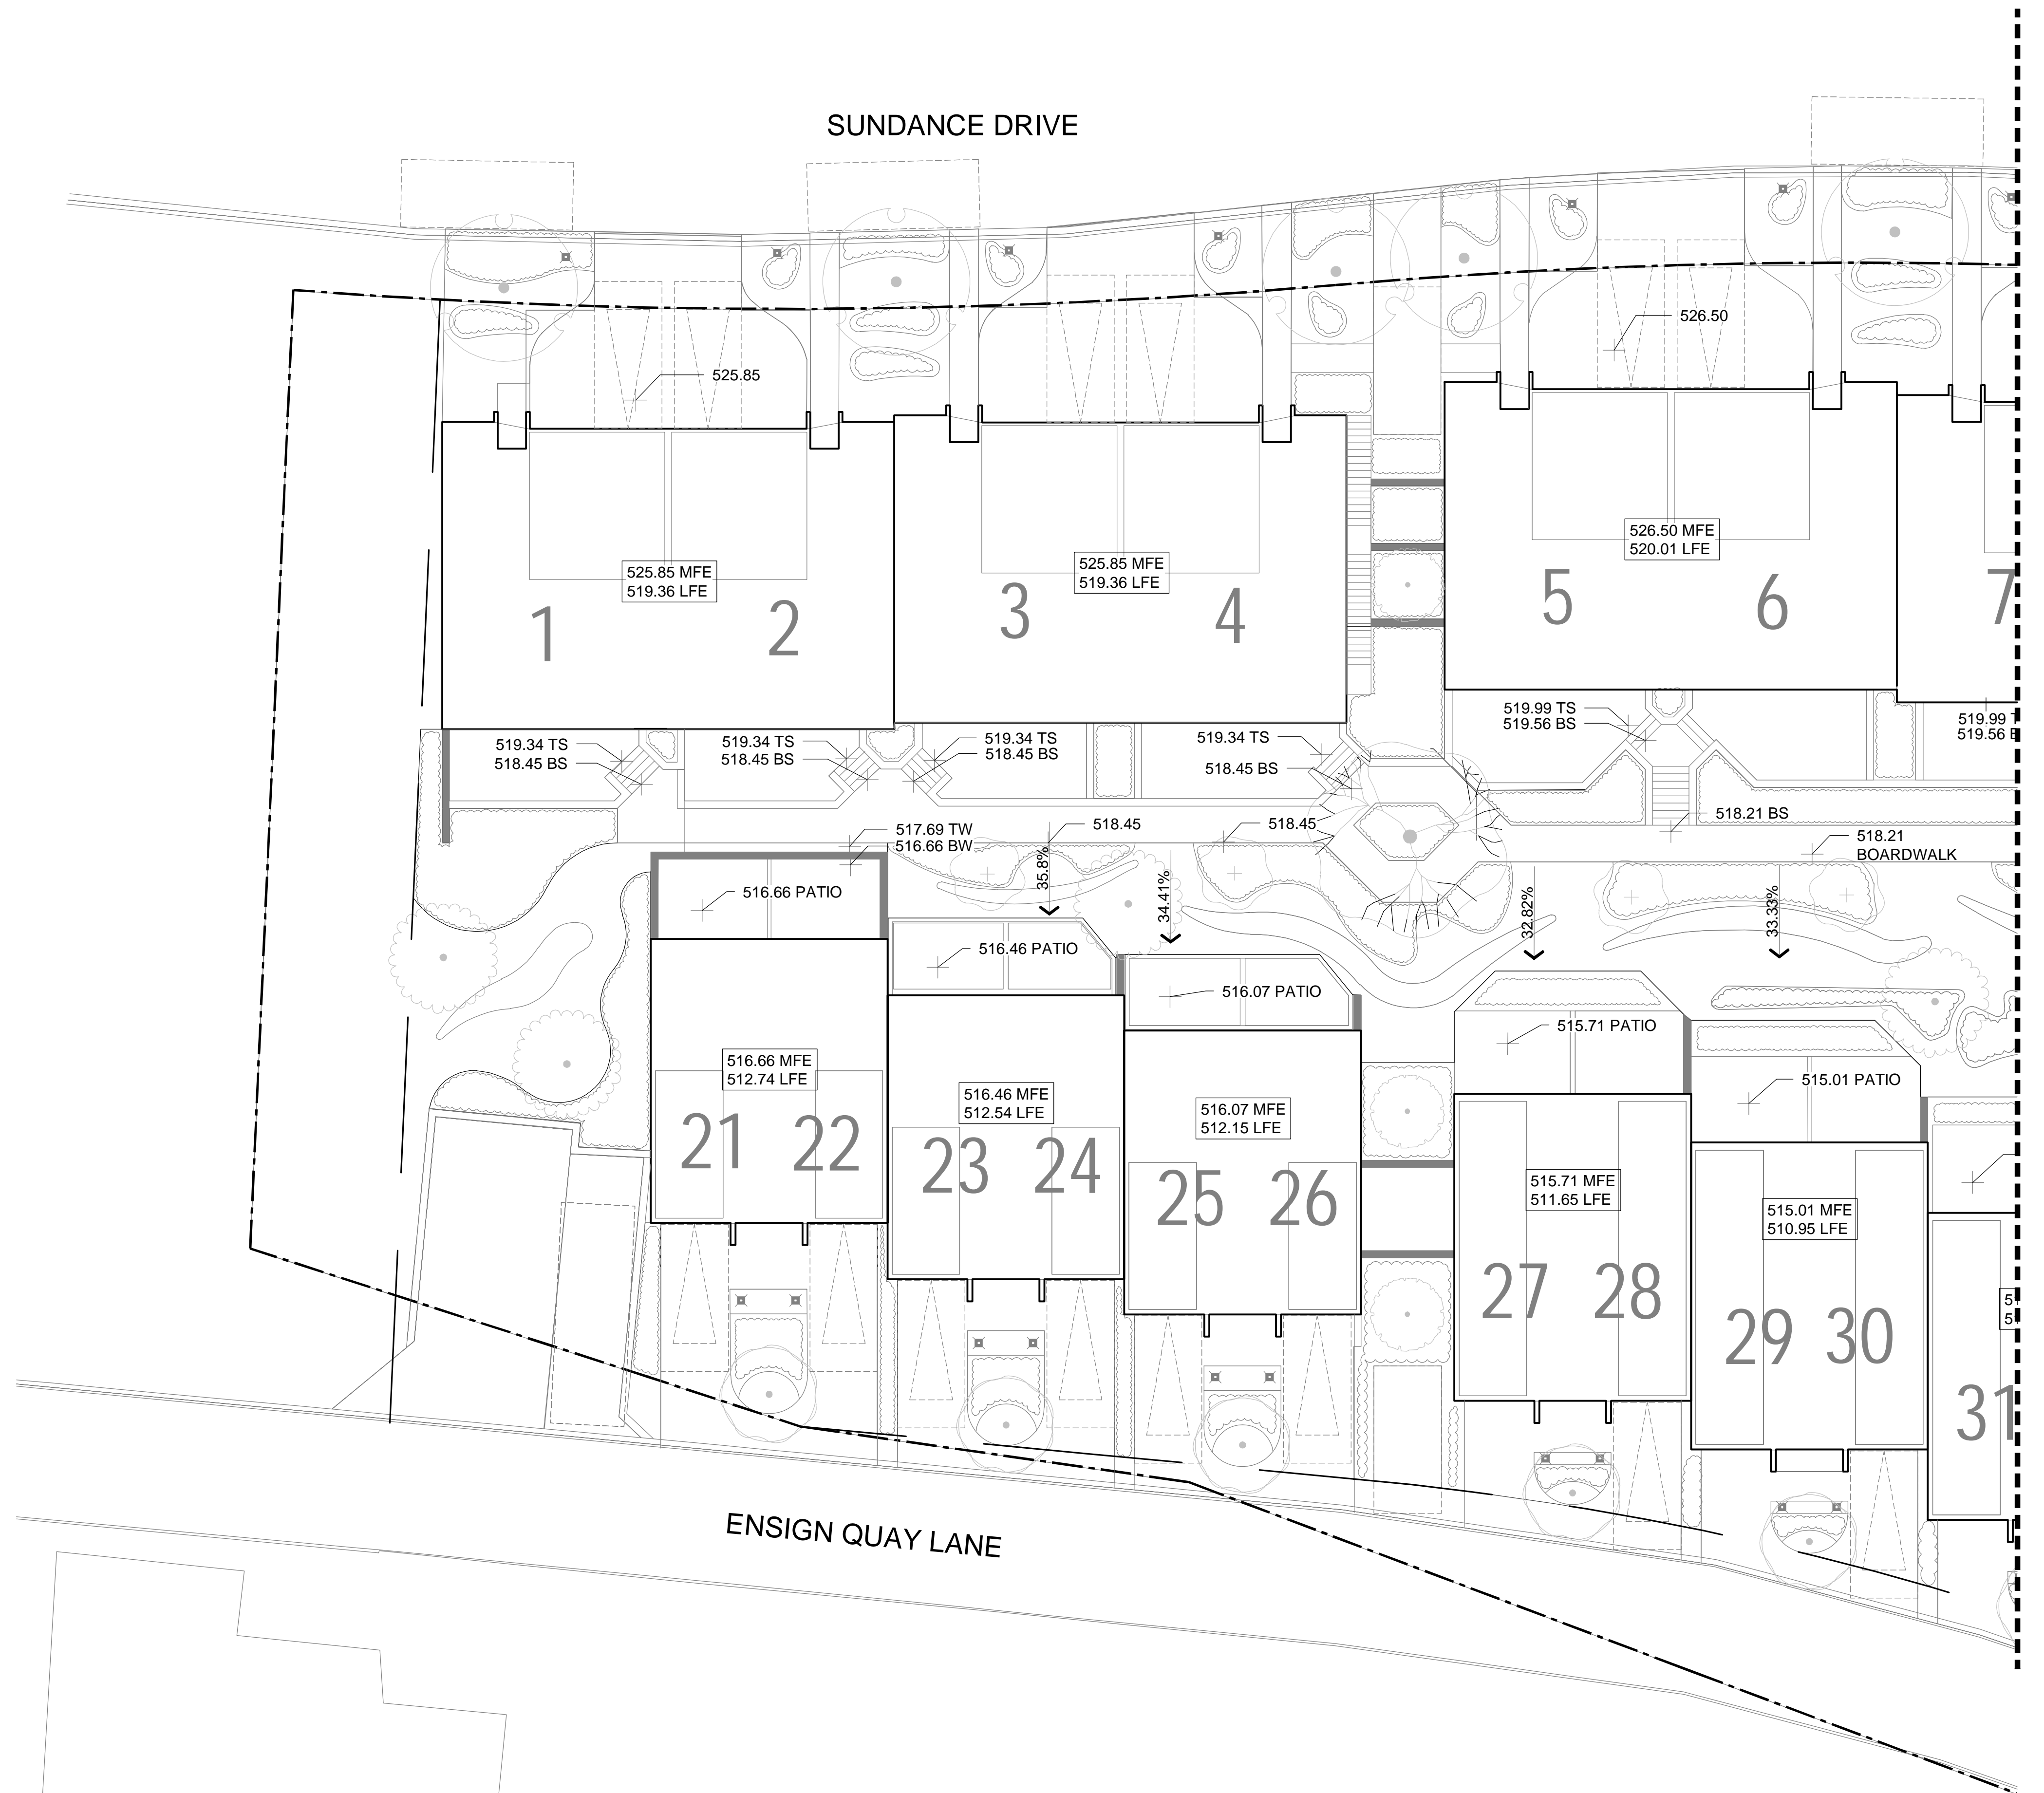 SUNDANCE DRIVE
526.50
525.85
525.85 MFE
519.36 LFE
1
2
525.85 MFE
519.36 LFE
3
4
526.50 MFE
520.01 LFE
5
6
7
519.34 TS
518.45 BS
519.34 TS
518.45 BS
519.34 TS
518.45 BS
519.34 TS
518.45 BS
519.99 TS
519.56 BS
519.99 T
519.56 B
517.69 TW
516.66 BW
518.45
518.45
518.21 BS
518.21
BOARDWALK
35.8%
34.41%
32.82%
33.33%
516.66 PATIO
516.46 PATIO
516.07 PATIO
515.71 PATIO
515.01 PATIO
516.66 MFE
512.74 LFE
21
22
516.46 MFE
512.54 LFE
23
24
516.07 MFE
512.15 LFE
25
26
515.71 MFE
511.65 LFE
27
28
515.01 MFE
510.95 LFE
29
30
31
ENSIGN QUAY LANE